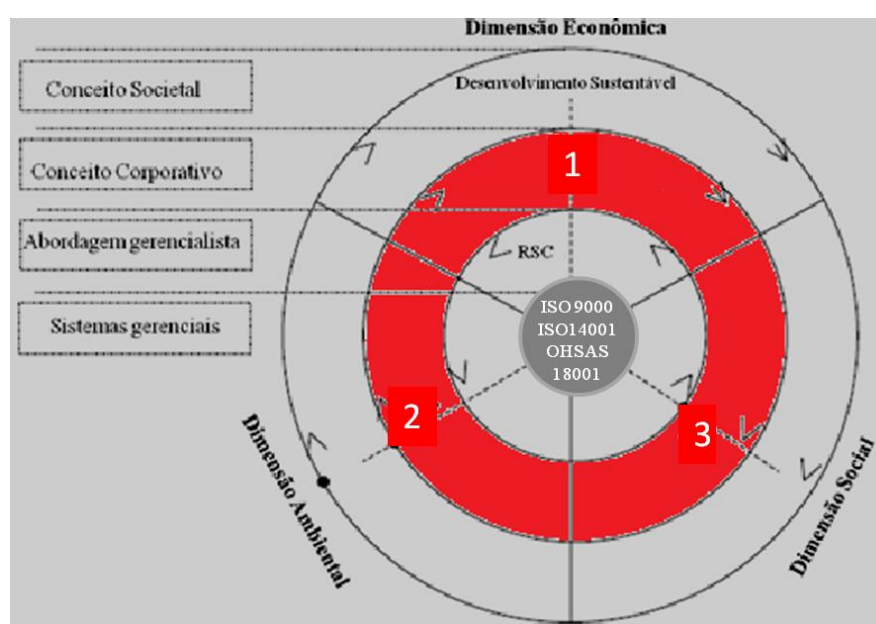 Dimensão Econômica
Desenvolvimento Sustentável
Conceito Societal
Conceito Corporativo
Abordagem gerencialista
Sistemas gerenciais
1
RSC
ISO 9000
ISO14001
OHSAS
18001
2
3
Dimensão Ambiental
Dimensão Social